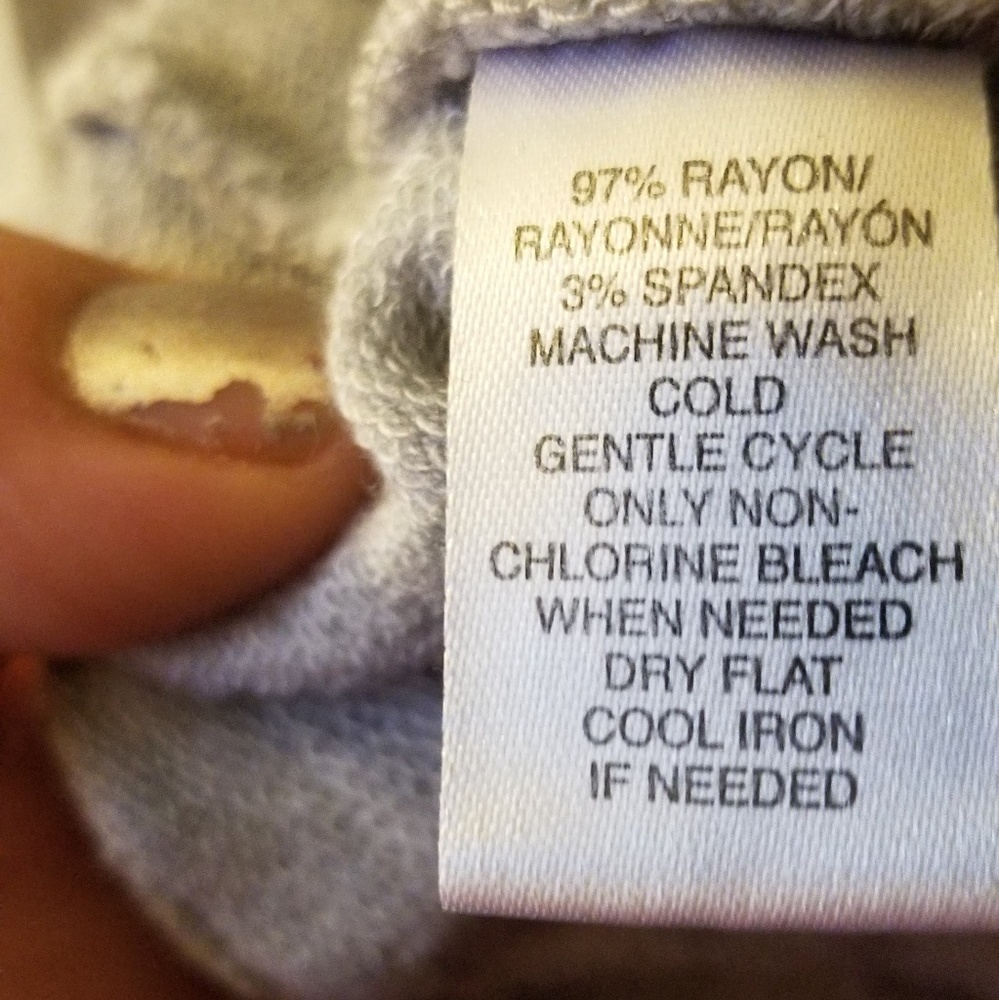 97% RAYON/
RAYONNE/RAYÓN
3% SPANDEX
MACHINE WASH
COLD
GENTLE CYCLE
ONLY NON-
CHLORINE BLEACH
WHEN NEEDED
DRY FLAT
COOL IRON
IF NEEDED